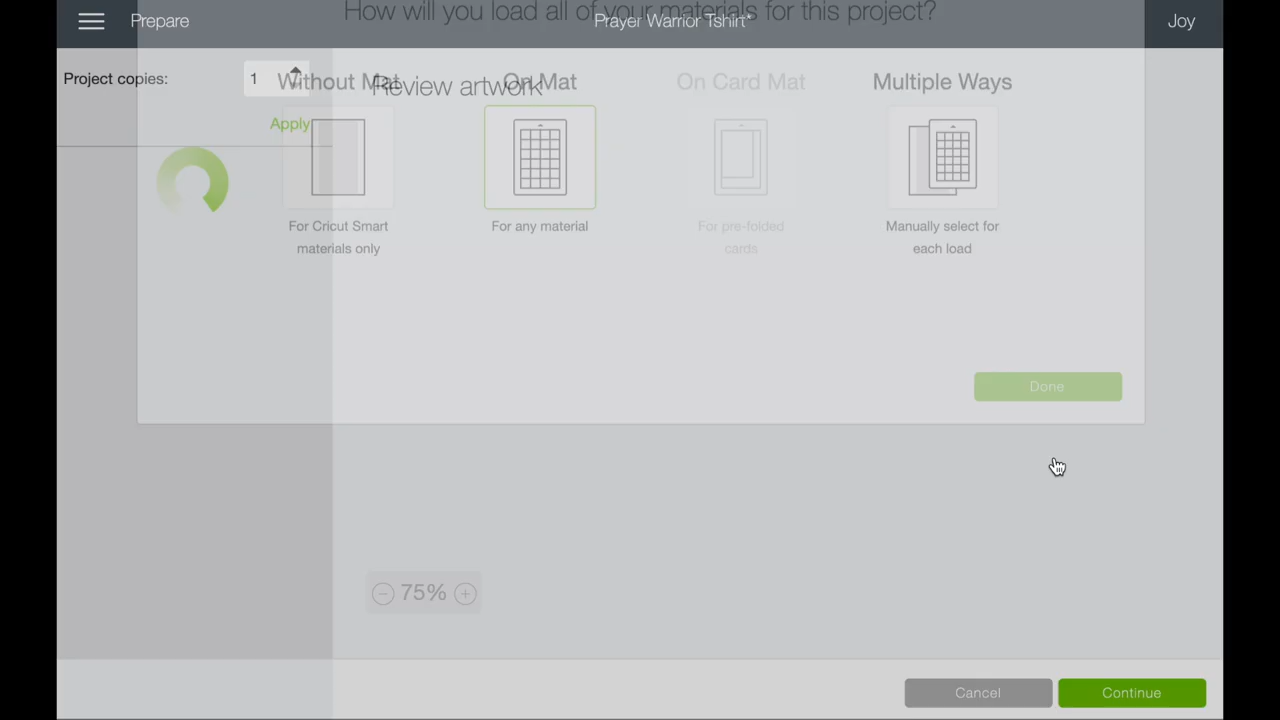 How will you load all of your materials for this project?
Prepare
Prayer Warrior Tshirt*
Joy
Project copies:
1
Apply
Review artwork
Without Mat
On Mat
On Card Mat
Multiple Ways
For Cricut Smart
materials only
For any material
For pre-folded
cards
Manually select for
each load
Done
75%
Cancel
Continue